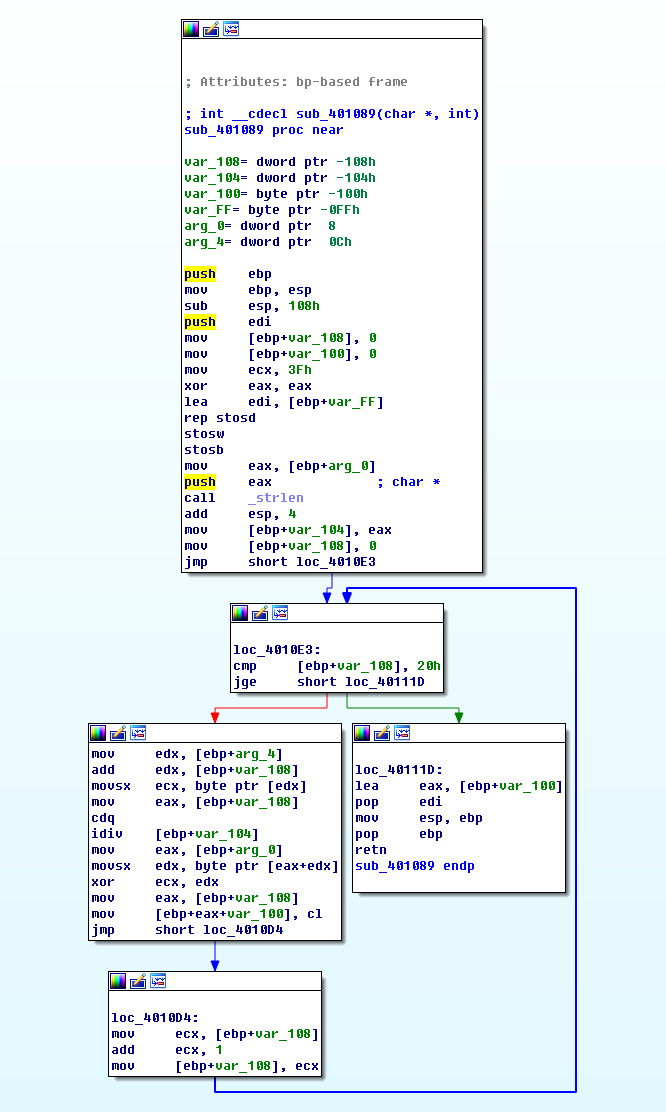 ; Attributes: bp-based frame
; int __cdecl sub_401089(char *, int)
sub_401089 proc near
var_108= dword ptr -108h
var_104= dword ptr -104h
var_100= byte ptr -100h
var_FF= byte ptr -0FFh
arg_0= dword ptr  8
arg_4= dword ptr  0Ch
push    ebp
mov     ebp, esp
sub     esp, 108h
push    edi
mov     [ebp+var_108], 0
mov     [ebp+var_100], 0
mov     ecx, 3Fh
xor     eax, eax
lea     edi, [ebp+var_FF]
rep stosd
stosw
stosb
mov     eax, [ebp+arg_0]
push    eax             ; char *
call    _strlen
add     esp, 4
mov     [ebp+var_104], eax
mov     [ebp+var_108], 0
jmp     short loc_4010E3
loc_4010E3:
cmp     [ebp+var_108], 20h
jge     short loc_40111D
mov     edx, [ebp+arg_4]
add     edx, [ebp+var_108]
movsx   ecx, byte ptr [edx]
mov     eax, [ebp+var_108]
cdq
idiv    [ebp+var_104]
mov     eax, [ebp+arg_0]
movsx   edx, byte ptr [eax+edx]
xor     ecx, edx
mov     eax, [ebp+var_108]
mov     [ebp+eax+var_100], cl
jmp     short loc_4010D4
loc_40111D:
lea     eax, [ebp+var_100]
pop     edi
mov     esp, ebp
pop     ebp
retn
sub_401089 endp
loc_4010D4:
mov     ecx, [ebp+var_108]
add     ecx, 1
mov     [ebp+var_108], ecx